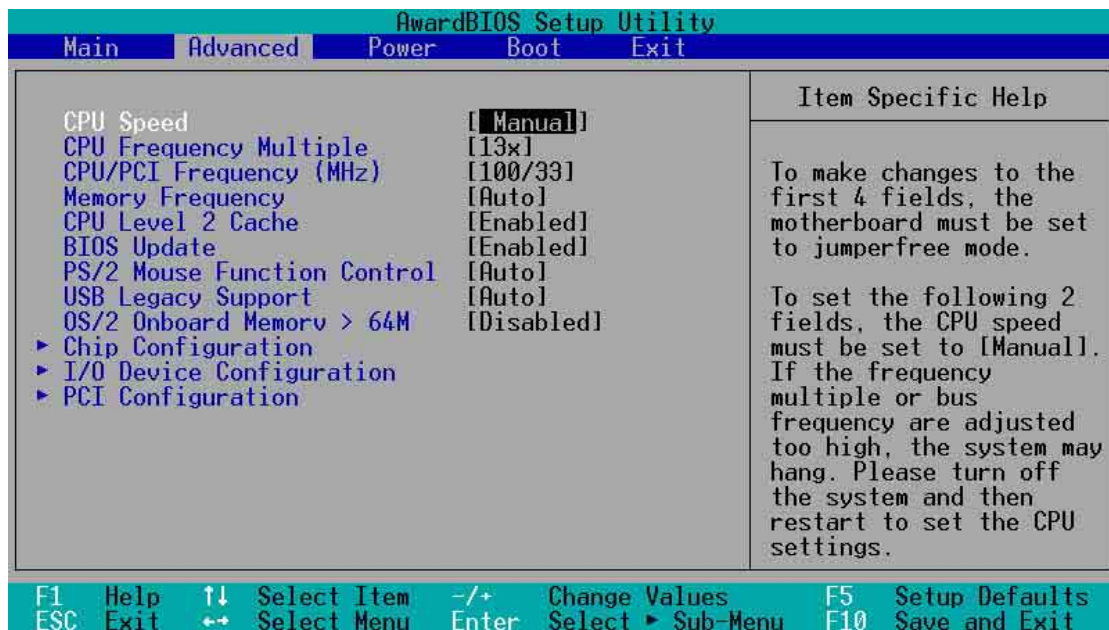 AwardBIOS Setup Utility
Main Advanced Power Boot Exit
CPU Speed [ Manual]
CPU Frequency Multiple [13x]
CPU/PCI Frequency (MHz) [100/33]
Memory Frequency [Auto]
CPU Level 2 Cache [Enabled]
BIOS Update [Enabled]
PS/2 Mouse Function Control [Auto]
USB Legacy Support [Auto]
OS/2 Onboard Memory > 64M [Disabled]
► Chip Configuration
► I/O Device Configuration
► PCI Configuration
Item Specific Help
To make changes to the
first 4 fields, the
motherboard must be set
to jumperfree mode.
To set the following 2
fields, the CPU speed
must be set to [Manual].
If the frequency
multiple or bus
frequency are adjusted
too high, the system may
hang. Please turn off
the system and then
restart to set the CPU
settings.
F1 Help ↑↓ Select Item -/+ Change Values F5 Setup Defaults
ESC Exit ←→ Select Menu Enter Select ► Sub-Menu F10 Save and Exit